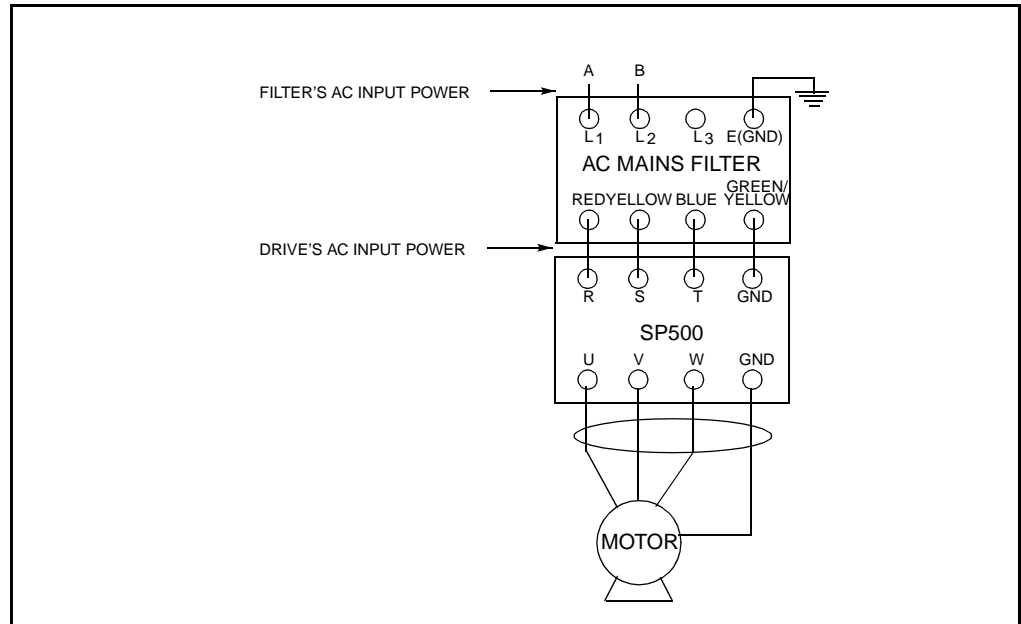 A B
FILTER'S AC INPUT POWER
L1 L2 L3 E(GND)
AC MAINS FILTER
RED YELLOW BLUE GREEN/YELLOW
DRIVE'S AC INPUT POWER
R S T GND
SP500
U V W GND
MOTOR